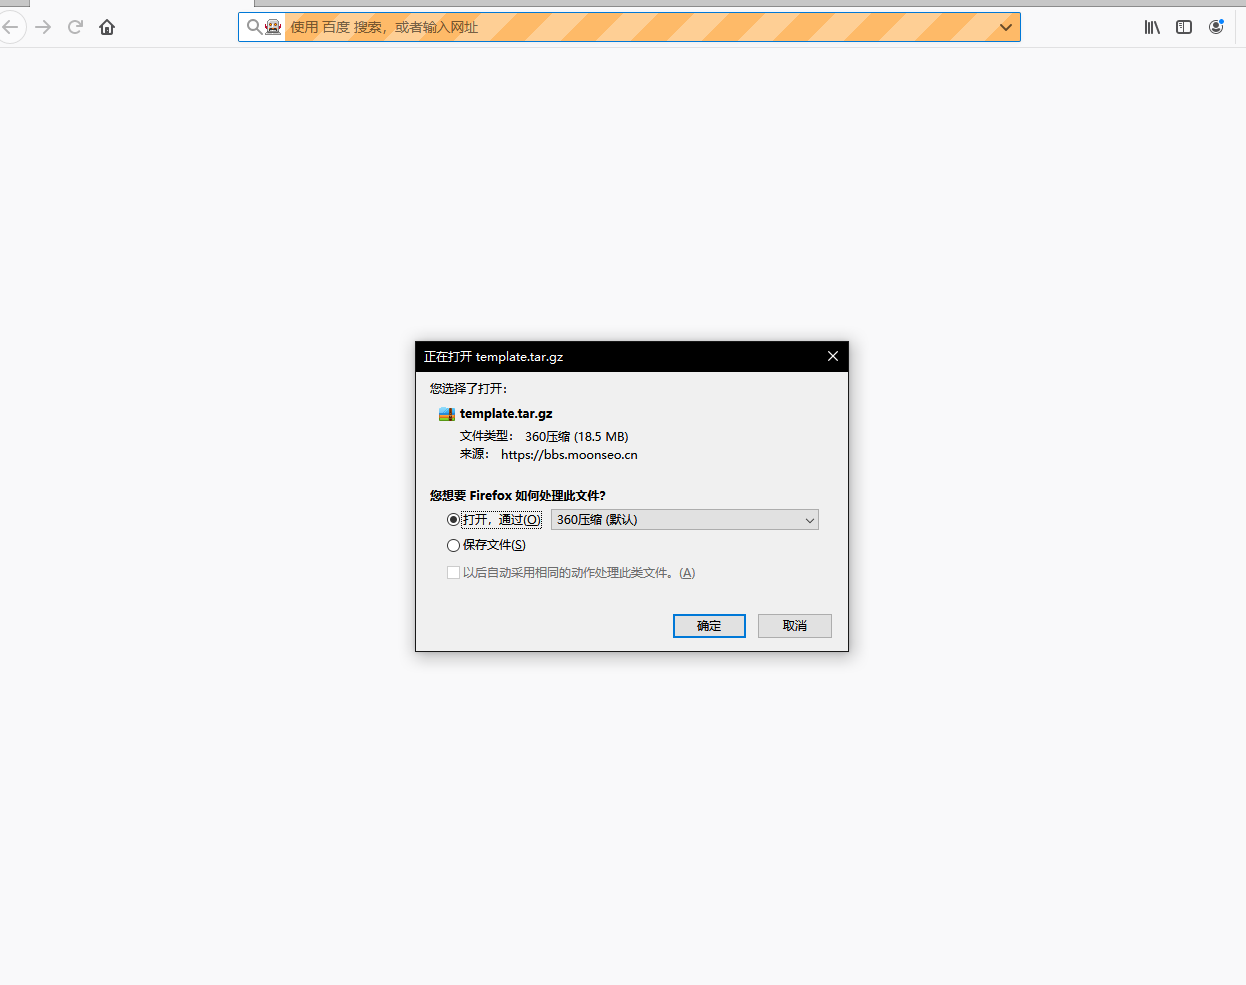 使用 百度 搜索，或者输入网址
正在打开 template.tar.gz
您选择了打开：
template.tar.gz
文件类型： 360压缩 (18.5 MB)
来源： https://bbs.moonseo.cn
您想要 Firefox 如何处理此文件？
打开，通过(O) 360压缩 (默认)
保存文件(S)
以后自动采用相同的动作处理此类文件。(A)
确定 取消